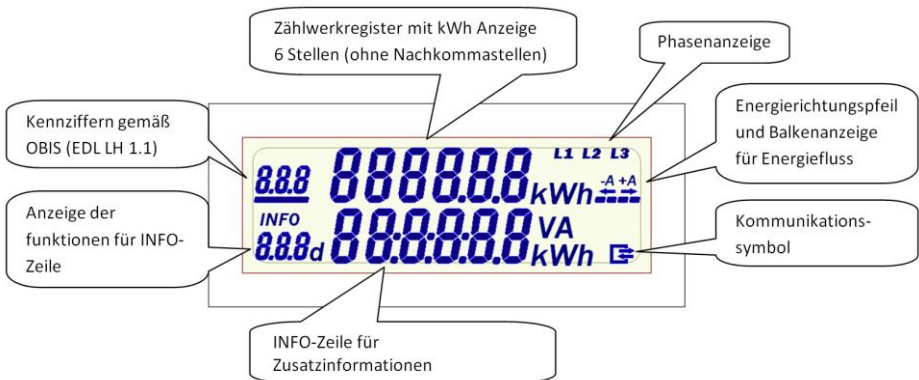 Zählwerkregister mit kWh Anzeige
6 Stellen (ohne Nachkommastellen)
Phasenanzeige
Kennziffern gemäß
OBIS (EDL LH 1.1)
Energierichtungspfeil
und Balkenanzeige
für Energiefluss
8.8.8 88888.8.8 kWh
L1 L2 L3
-A +A
Anzeige der
funktionen für INFO-
Zeile
INFO
8.8.8d 88:8:8:8.8 VA
kWh
Kommunikations-
symbol
INFO-Zeile für
Zusatzinformationen